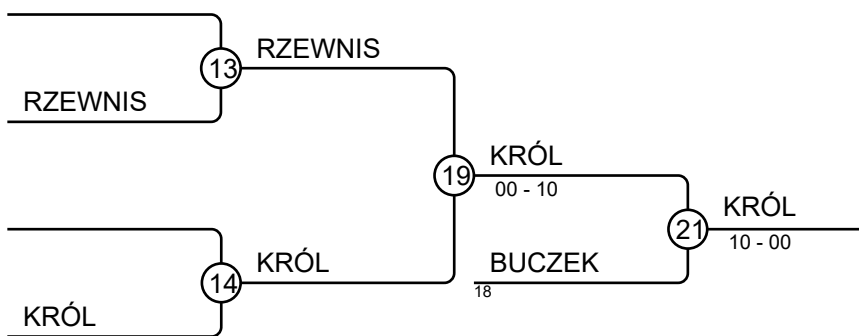 RZEWNIS
13
RZEWNIS
KRÓL
19
00 - 10
KRÓL
21
10 - 00
KRÓL
14
BUCZEK
18
KRÓL